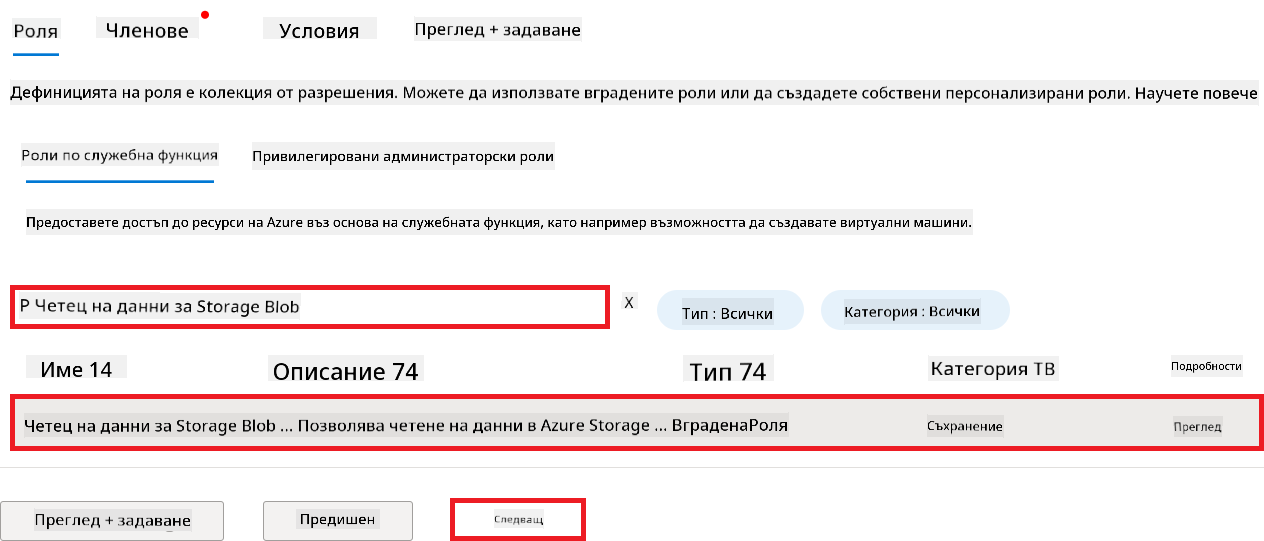 Роля Членове Условия Преглед + задаване
Дефиницията на роля е колекция от разрешения. Можете да използвате вградените роли или да създадете собствени персонализирани роли. Научете повече
Роли по служебна функция Привилегировани администраторски роли
Предоставете достъп до ресурси на Azure въз основа на служебната функция, като например възможността да създавате виртуални машини.
Р Четец на данни за Storage Blob X Тип : Всички Категория : Всички
Име 14 Описание 74 Тип 74 Категория ТВ Подробности
Четец на данни за Storage Blob ... Позволява четене на данни в Azure Storage ... ВграденаРоля Съхранение Преглед
Преглед + задаване Предишен Следващ